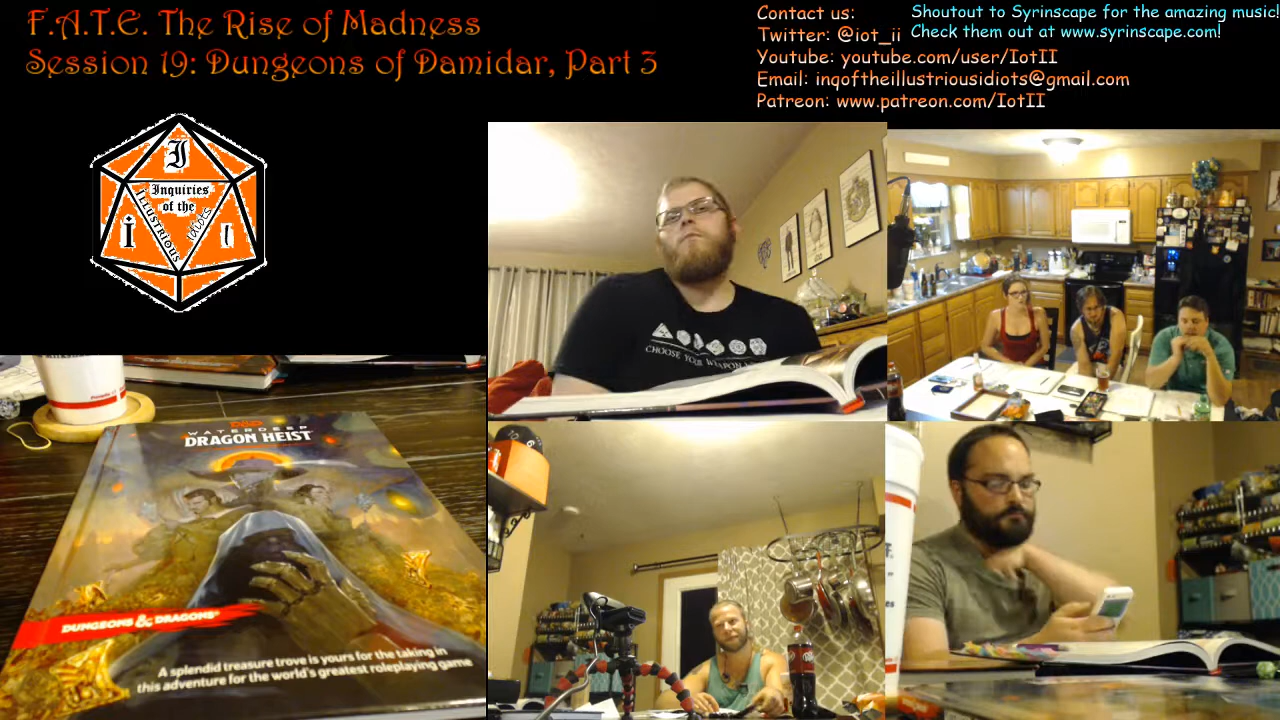 F.A.T.E. The Rise of Madness
Session 19: Dungeons of Damidar, Part 3
Contact us:
Twitter: @iot_ii
Youtube: youtube.com/user/IotII
Email: inqoftheillustriousidiots@gmail.com
Patreon: www.patreon.com/IotII
Shoutout to Syrinscape for the amazing music!
Check them out at www.syrinscape.com!
I
Inquiries
of the
Illustrious
idiots
i
I
CHOOSE YOUR WEAPON
D&D
WATERDEEP
DRAGON HEIST
DUNGEONS & DRAGONS
A splendid treasure trove is yours for the taking in
this adventure for the world's greatest roleplaying game